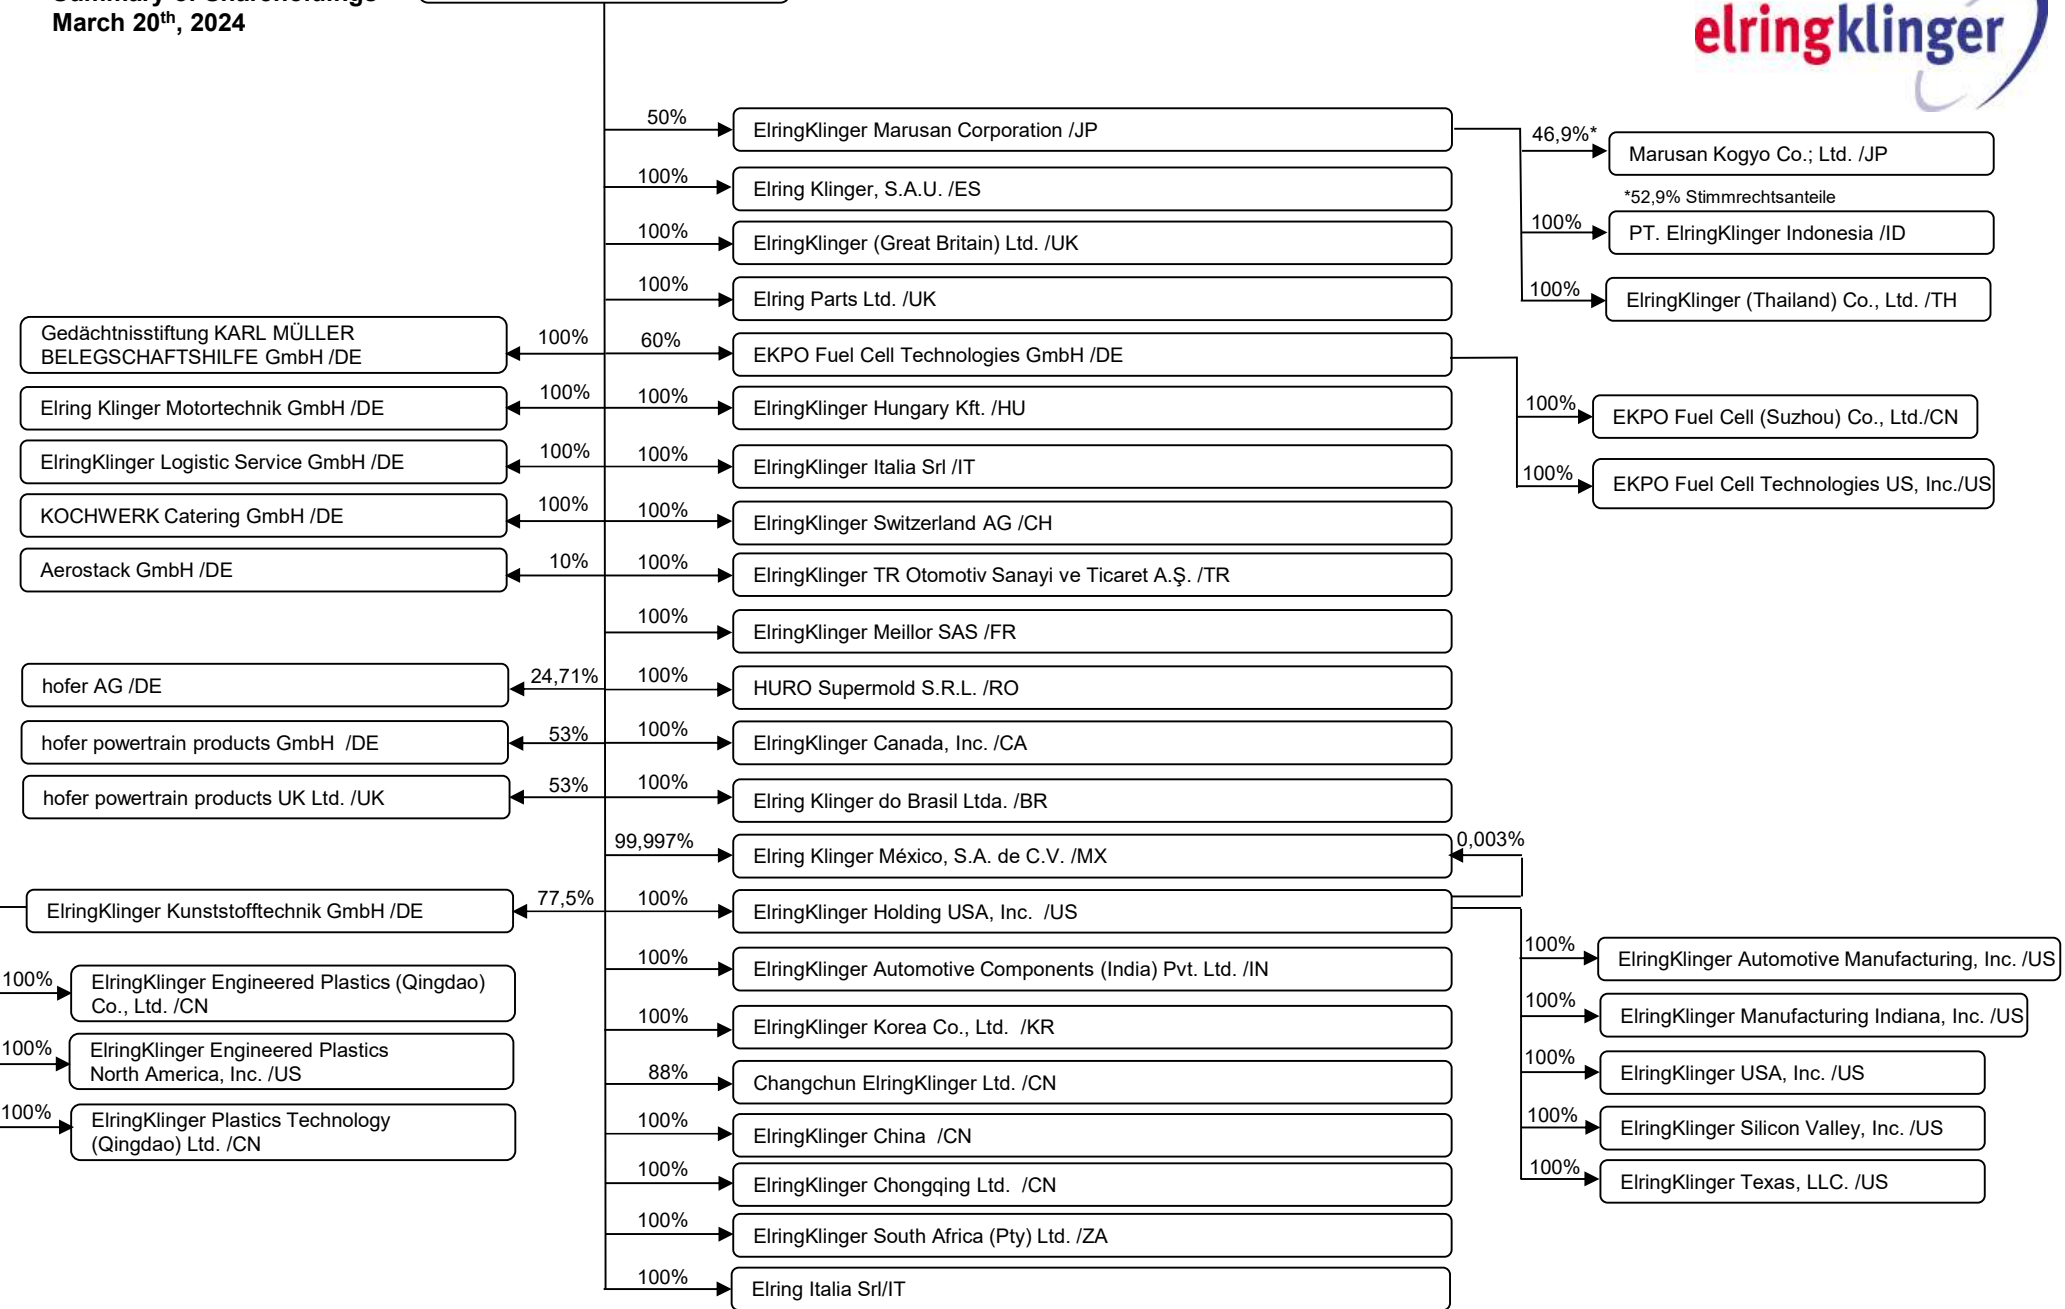 March 20th, 2024
elringklinger
50%
ElringKlinger Marusan Corporation /JP
46,9%*
Marusan Kogyo Co.; Ltd. /JP
*52,9% Stimmrechtsanteile
100%
Elring Klinger, S.A.U. /ES
100%
PT. ElringKlinger Indonesia /ID
100%
ElringKlinger (Great Britain) Ltd. /UK
100%
Elring Parts Ltd. /UK
100%
ElringKlinger (Thailand) Co., Ltd. /TH
Gedächtnisstiftung KARL MÜLLER
BELEGSCHAFTSHILFE GmbH /DE
100%
60%
EKPO Fuel Cell Technologies GmbH /DE
Elring Klinger Motortechnik GmbH /DE
100%
100%
ElringKlinger Hungary Kft. /HU
100%
EKPO Fuel Cell (Suzhou) Co., Ltd./CN
ElringKlinger Logistic Service GmbH /DE
100%
100%
ElringKlinger Italia Srl /IT
100%
EKPO Fuel Cell Technologies US, Inc./US
KOCHWERK Catering GmbH /DE
100%
100%
ElringKlinger Switzerland AG /CH
Aerostack GmbH /DE
10%
100%
ElringKlinger TR Otomotiv Sanayi ve Ticaret A.Ş. /TR
100%
ElringKlinger Meillor SAS /FR
hofer AG /DE
24,71%
100%
HURO Supermold S.R.L. /RO
hofer powertrain products GmbH /DE
53%
100%
ElringKlinger Canada, Inc. /CA
hofer powertrain products UK Ltd. /UK
53%
100%
Elring Klinger do Brasil Ltda. /BR
99,997%
Elring Klinger México, S.A. de C.V. /MX
0,003%
ElringKlinger Kunststofftechnik GmbH /DE
77,5%
100%
ElringKlinger Holding USA, Inc. /US
100%
ElringKlinger Automotive Manufacturing, Inc. /US
100%
ElringKlinger Engineered Plastics (Qingdao)
Co., Ltd. /CN
100%
ElringKlinger Automotive Components (India) Pvt. Ltd. /IN
100%
ElringKlinger Manufacturing Indiana, Inc. /US
100%
ElringKlinger Engineered Plastics
North America, Inc. /US
100%
ElringKlinger Korea Co., Ltd. /KR
100%
ElringKlinger USA, Inc. /US
88%
Changchun ElringKlinger Ltd. /CN
100%
ElringKlinger Plastics Technology
(Qingdao) Ltd. /CN
100%
ElringKlinger China /CN
100%
ElringKlinger Silicon Valley, Inc. /US
100%
ElringKlinger Chongqing Ltd. /CN
100%
ElringKlinger Texas, LLC. /US
100%
ElringKlinger South Africa (Pty) Ltd. /ZA
100%
Elring Italia Srl/IT